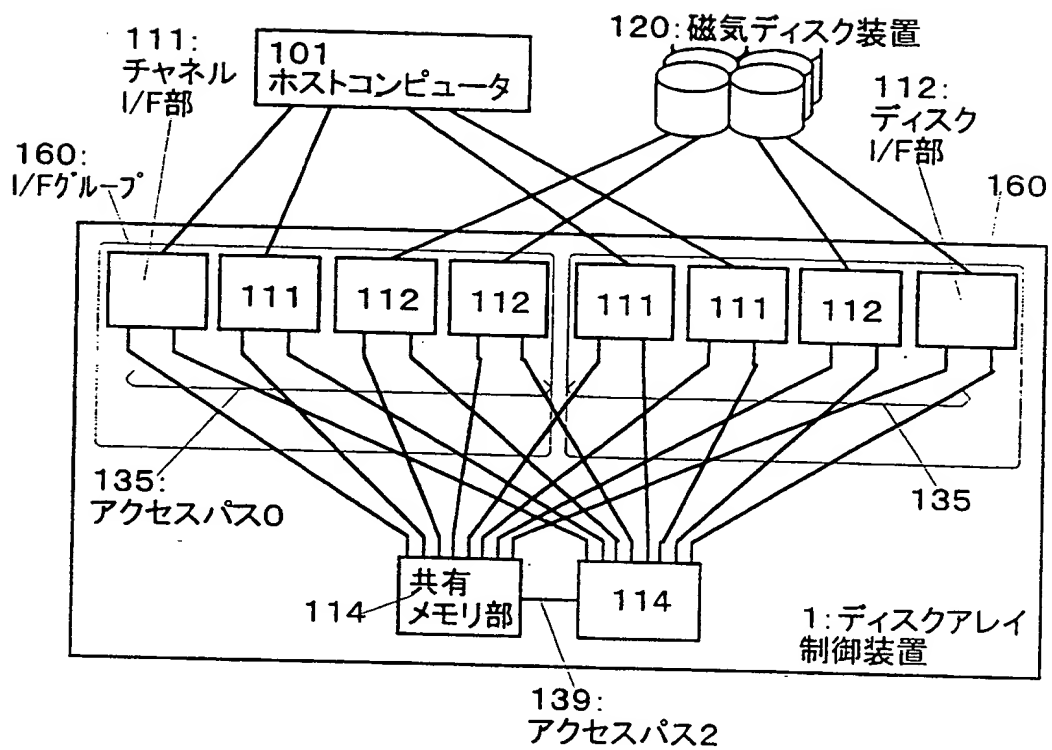 111:
チャネル
I/F部
101
ホストコンピュータ
120:磁気ディスク装置
112:
ディスク
I/F部
160:
I/Fグループ
160
111
112
112
111
111
112
135:
アクセスパス0
135
共有
メモリ部
114
114
1:ディスクアレイ
制御装置
139:
アクセスパス2